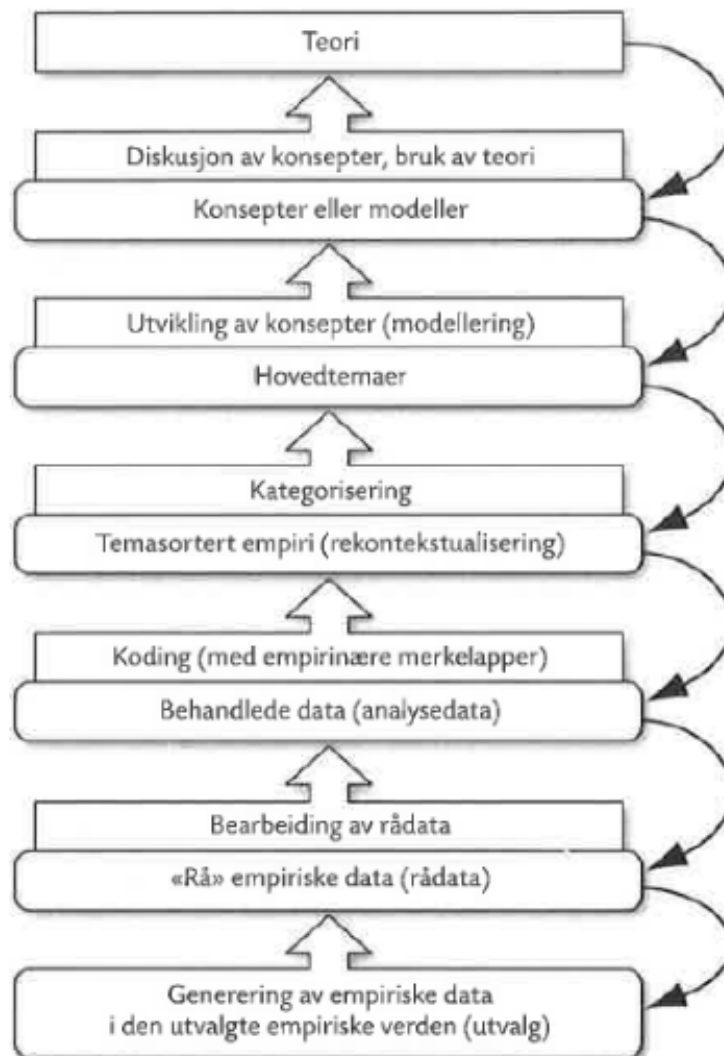 Teori
Diskusjon av konsepter, bruk av teori
Konsepter eller modeller
Utvikling av konsepter (modellering)
Hovedtemaer
Kategorisering
Temasortert empiri (rekontekstualisering)
Koding (med empirinære merkelapper)
Behandlede data (analysedata)
Bearbeiding av rådata
«Rå» empiriske data (rådata)
Generering av empiriske data
i den utvalgte empiriske verden (utvalg)